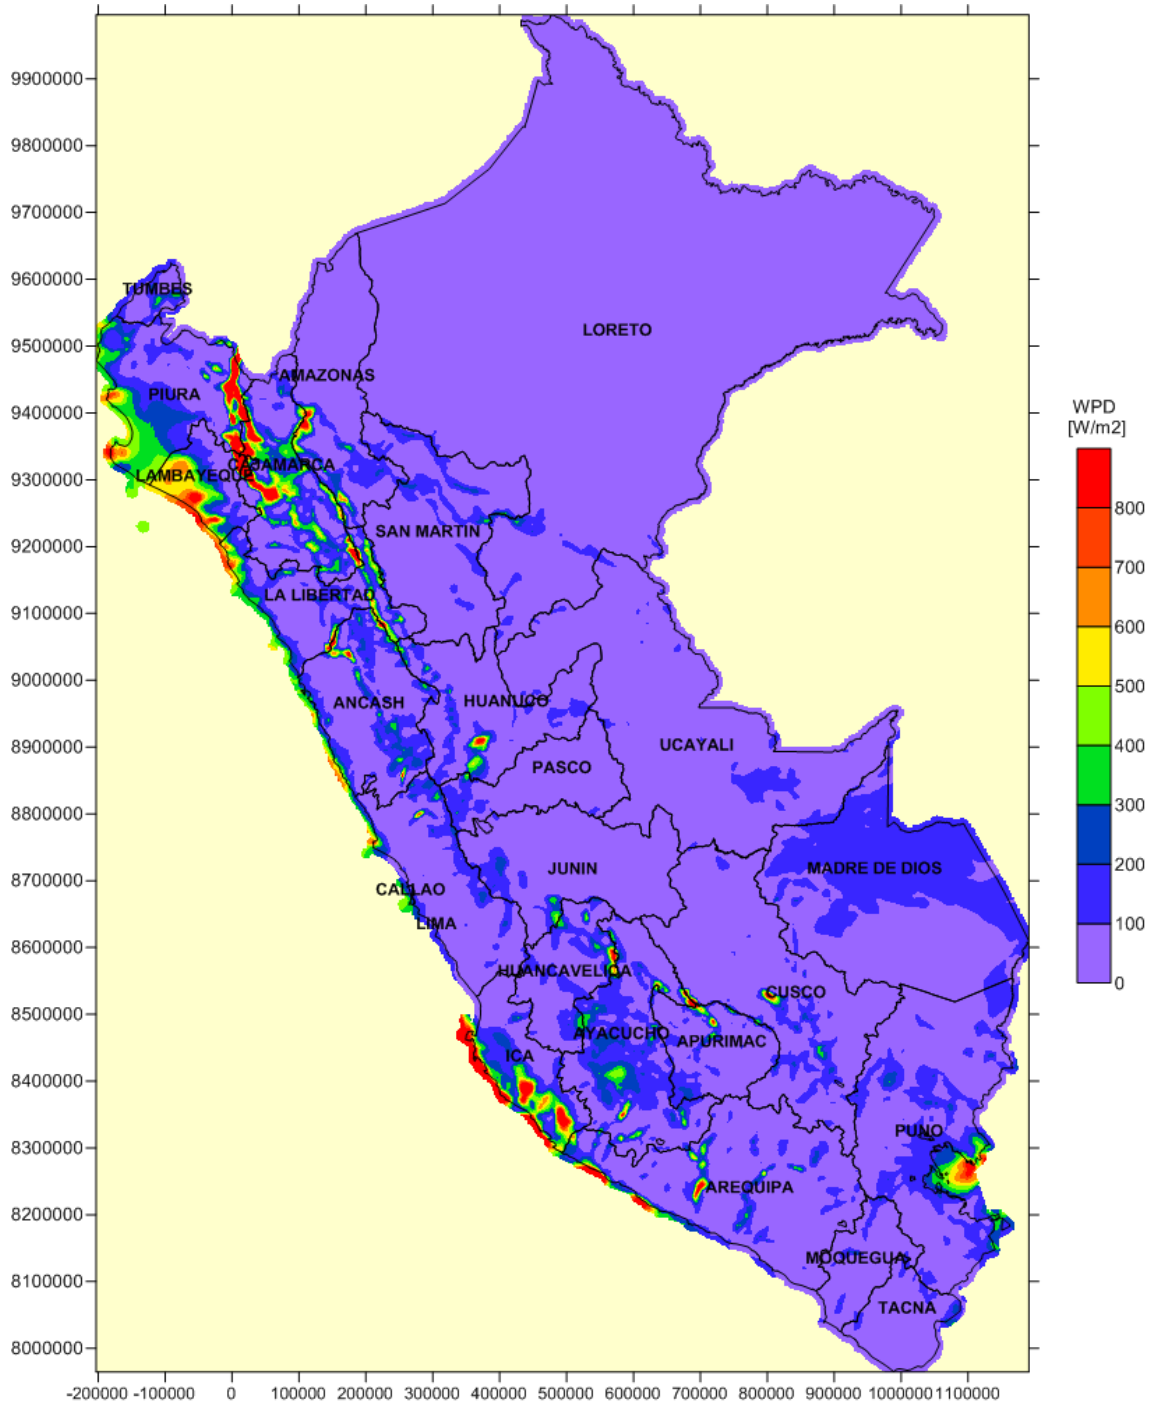 9900000
9800000
9700000
9600000
9500000
9400000
9300000
9200000
9100000
9000000
8900000
8800000
8700000
8600000
8500000
8400000
8300000
8200000
8100000
8000000
-200000 -100000 0 100000 200000 300000 400000 500000 600000 700000 800000 900000 1000000 1100000
TUMBES
LORETO
AMAZONAS
PIURA
CAJAMARCA
LAMBAYEQUE
SAN MARTIN
LA LIBERTAD
ANCASH
HUANUCO
UCAYALI
PASCO
JUNIN
MADRE DE DIOS
CALLAO
LIMA
HUANCAVELICA
CUSCO
AYACUCHO
APURIMAC
ICA
PUNO
AREQUIPA
MOQUEGUA
TACNA
WPD
[W/m2]
800
700
600
500
400
300
200
100
0